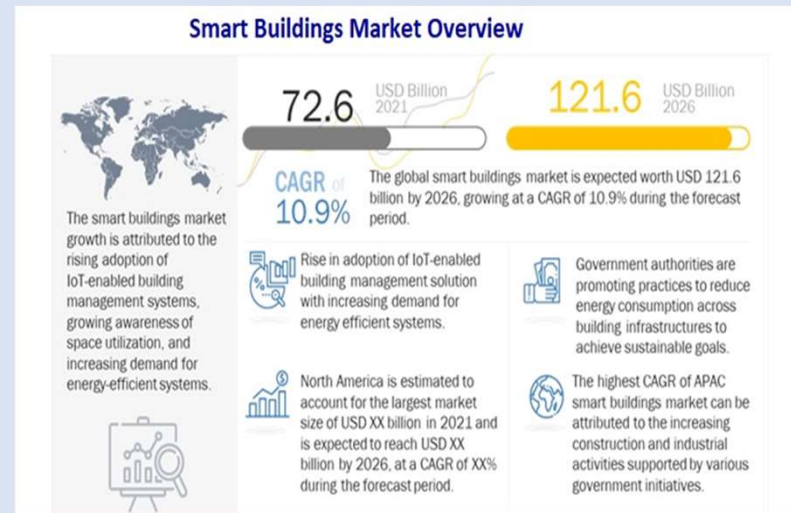 Smart Buildings Market Overview
The smart buildings market
growth is attributed to the
rising adoption of
IoT-enabled building
management systems,
growing awareness of
space utilization, and
increasing demand for
energy-efficient systems.
72.6
USD Billion
2021
121.6
USD Billion
2026
CAGR of
10.9%
The global smart buildings market is expected worth USD 121.6
billion by 2026, growing at a CAGR of 10.9% during the forecast
period.
Rise in adoption of IoT-enabled
building management solution
with increasing demand for
energy efficient systems.
Government authorities are
promoting practices to reduce
energy consumption across
building infrastructures to
achieve sustainable goals.
North America is estimated to
account for the largest market
size of USD XX billion in 2021 and
is expected to reach USD XX
billion by 2026, at a CAGR of XX%
during the forecast period.
The highest CAGR of APAC
smart buildings market can be
attributed to the increasing
construction and industrial
activities supported by various
government initiatives.